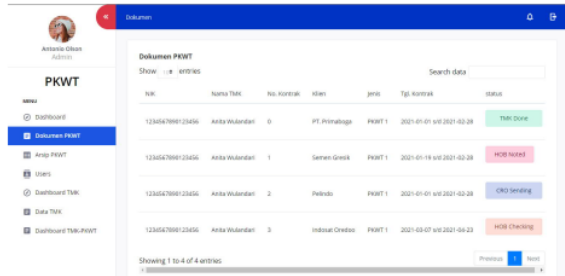 Dokumen
Antonio Olson
Admin
PKWT
MENU
Dashboard
Dokumen PKWT
Arsip PKWT
Users
Dashboard TMK
Data TMK
Dashboard TMK-PKWT
Dokumen PKWT
Show entries
Search data
NIK Nama TMK No. Kontrak Klien Jenis Tgl. Kontrak status
1234567890123456 Anita Wulandari 0 PT. Primaboga PKWT 1 2021-01-01 s/d 2021-02-28 TMK Done
1234567890123456 Anita Wulandari 1 Semen Gresik PKWT 1 2021-01-19 s/d 2021-02-28 HOB Noted
1234567890123456 Anita Wulandari 2 Pelindo PKWT 1 2021-01-01 s/d 2021-02-28 CRO Sending
1234567890123456 Anita Wulandari 3 Indosat Oredoo PKWT 1 2021-03-07 s/d 2021-04-23 HOB Checking
Showing 1 to 4 of 4 entries
Previous 1 Next